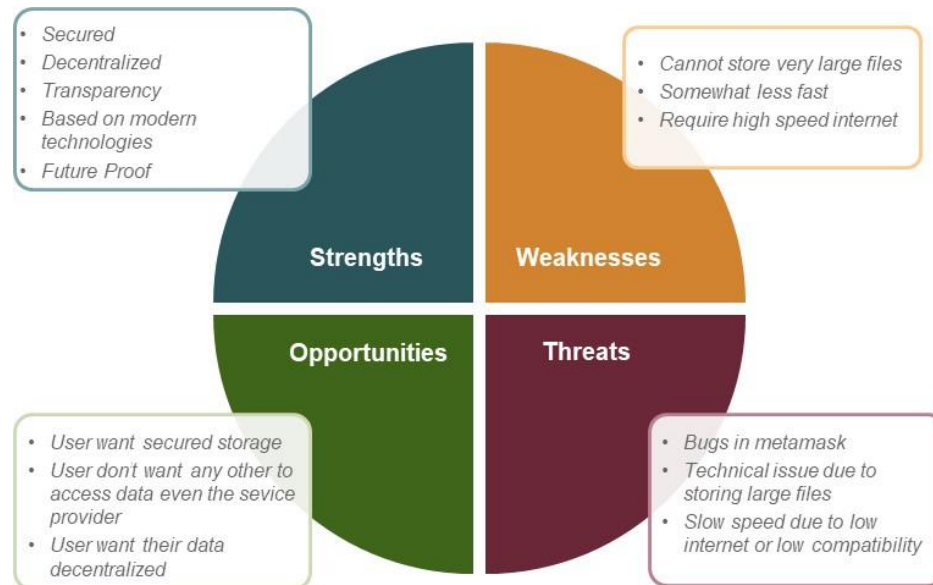 • Secured
• Decentralized
• Transparency
• Based on modern
technologies
• Future Proof
• Cannot store very large files
• Somewhat less fast
• Require high speed internet
Strengths
Weaknesses
Opportunities
Threats
• User want secured storage
• User don't want any other to
access data even the sevice
provider
• User want their data
decentralized
• Bugs in metamask
• Technical issue due to
storing large files
• Slow speed due to low
internet or low compatibility